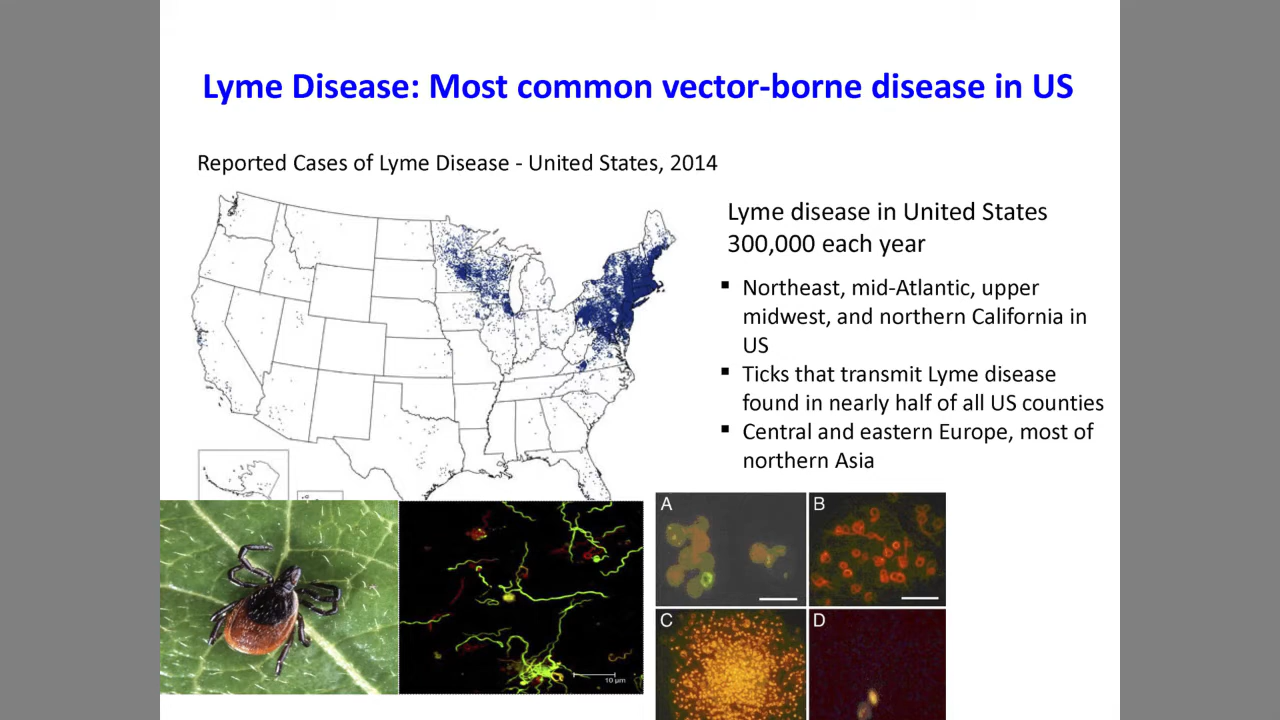 Lyme Disease: Most common vector-borne disease in US
Reported Cases of Lyme Disease - United States, 2014
Lyme disease in United States
300,000 each year
▪ Northeast, mid-Atlantic, upper
midwest, and northern California in
US
▪ Ticks that transmit Lyme disease
found in nearly half of all US counties
▪ Central and eastern Europe, most of
northern Asia
A
B
10 µm
C
D